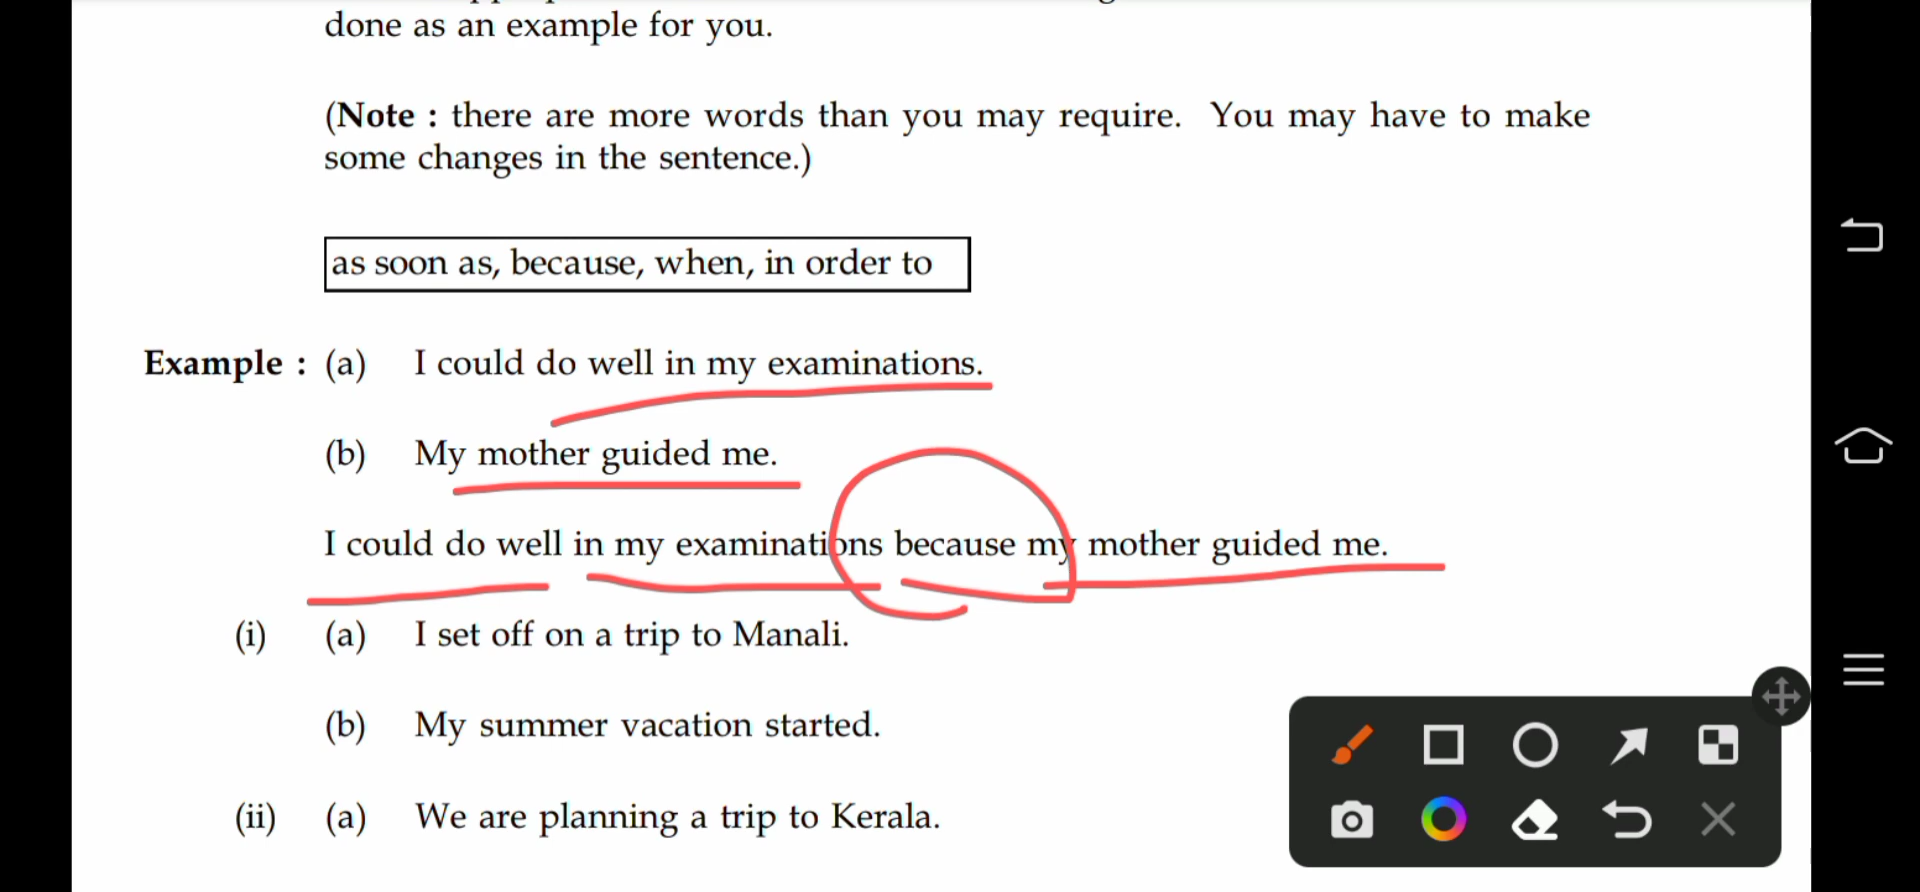 done as an example for you.
(Note : there are more words than you may require. You may have to make
some changes in the sentence.)
as soon as, because, when, in order to
Example : (a) I could do well in my examinations.
(b) My mother guided me.
I could do well in my examinations because my mother guided me.
(i) (a) I set off on a trip to Manali.
(b) My summer vacation started.
(ii) (a) We are planning a trip to Kerala.